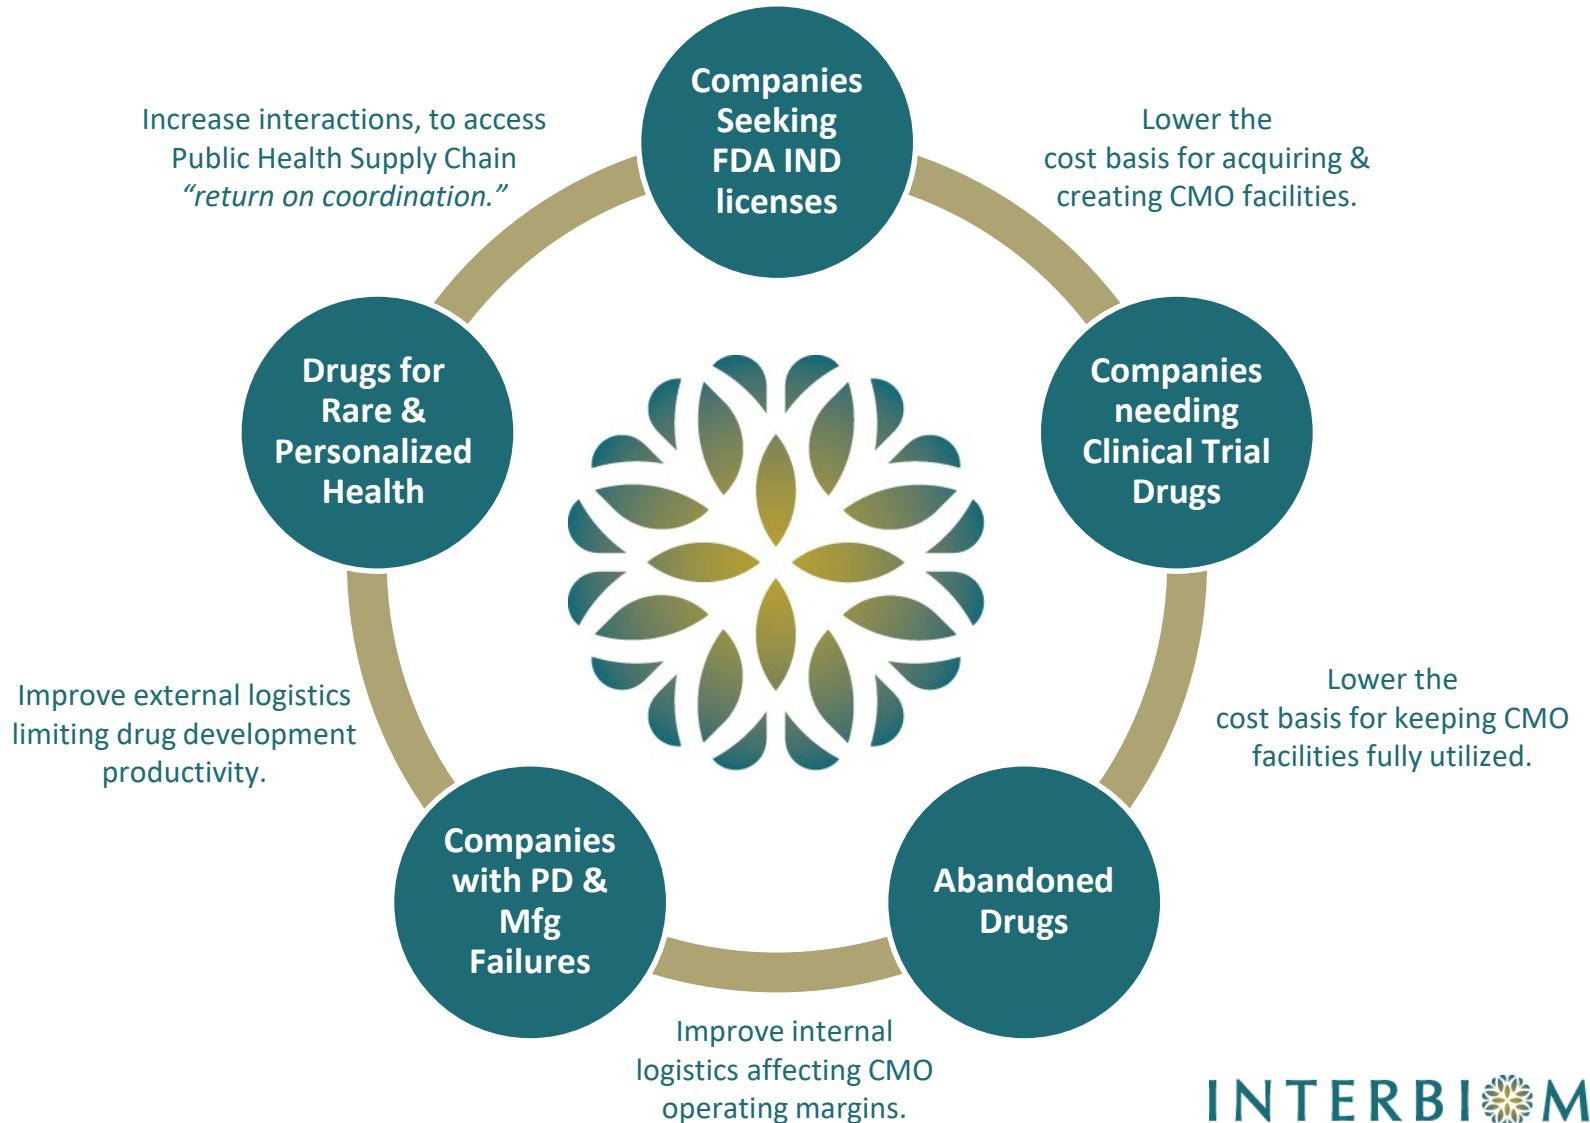 Companies
Seeking
FDA IND
licenses
Increase interactions, to access
Public Health Supply Chain
“return on coordination.”
Lower the
cost basis for acquiring &
creating CMO facilities.
Drugs for
Rare &
Personalized
Health
Companies
needing
Clinical Trial
Drugs
Improve external logistics
limiting drug development
productivity.
Lower the
cost basis for keeping CMO
facilities fully utilized.
Companies
with PD &
Mfg
Failures
Abandoned
Drugs
Improve internal
logistics affecting CMO
operating margins.
INTERBIOM